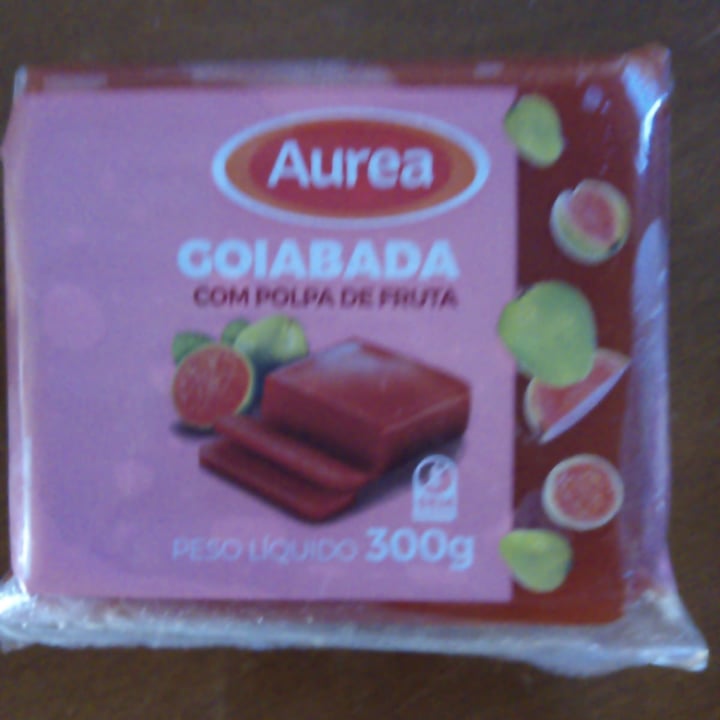 Aurea
GOIABADA
COM POLPA DE FRUTA
PESO LÍQUIDO 300g